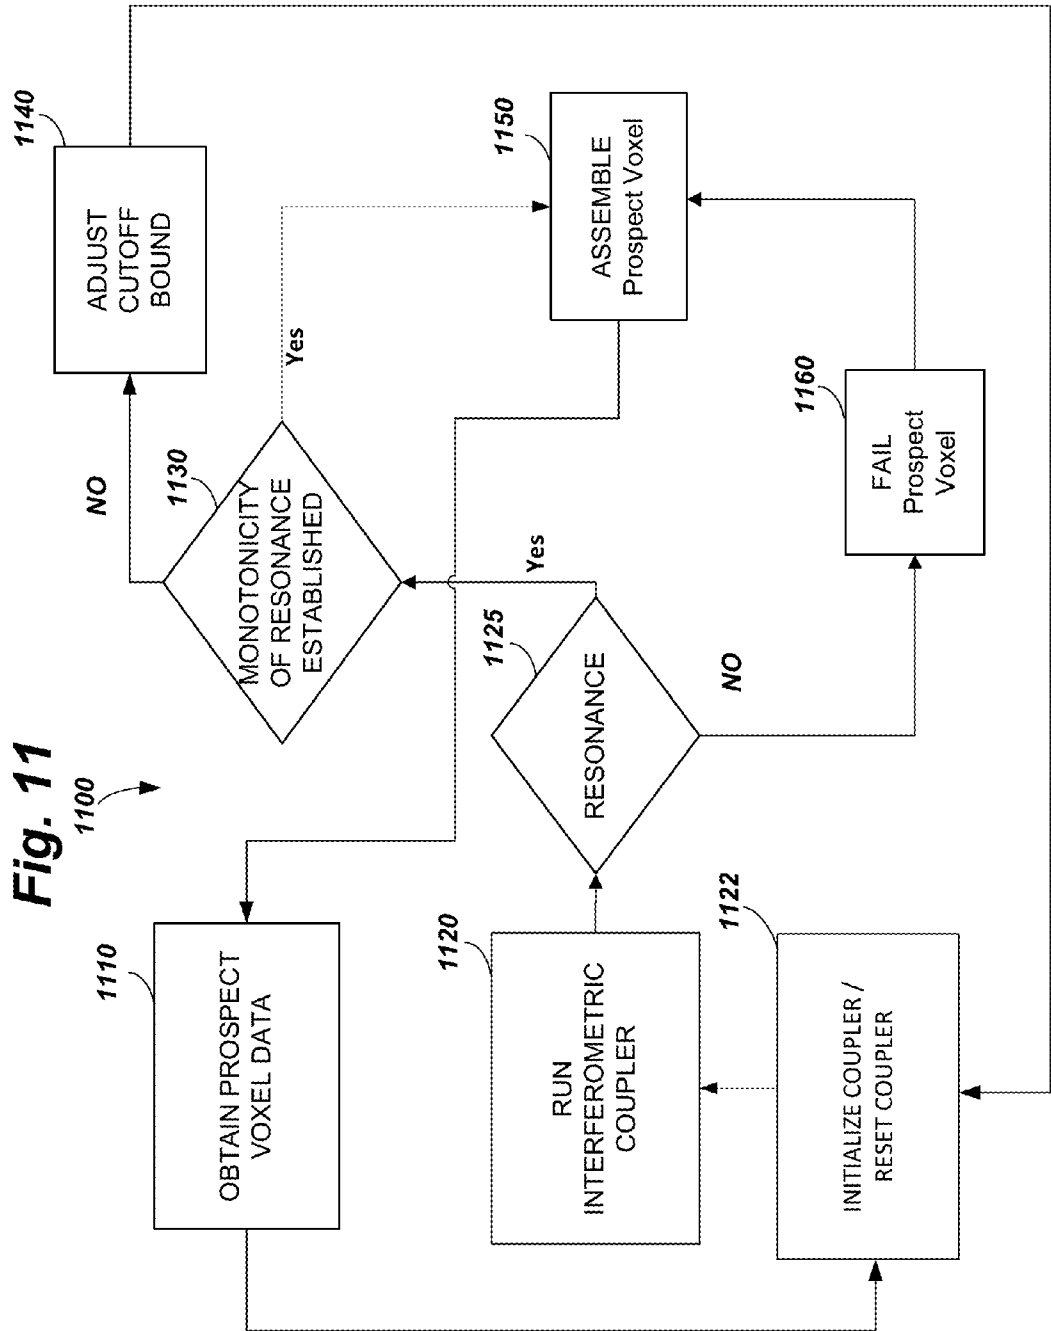 Fig. 11
1100
1110
OBTAIN PROSPECT
VOXEL DATA
1120
RUN
INTERFEROMETRIC
COUPLER
1122
INITIALIZE COUPLER /
RESET COUPLER
1125
RESONANCE
Yes
NO
1130
MONOTONICITY
OF RESONANCE
ESTABLISHED
NO
Yes
1140
ADJUST
CUTOFF
BOUND
1150
ASSEMBLE
Prospect Voxel
1160
FAIL
Prospect
Voxel